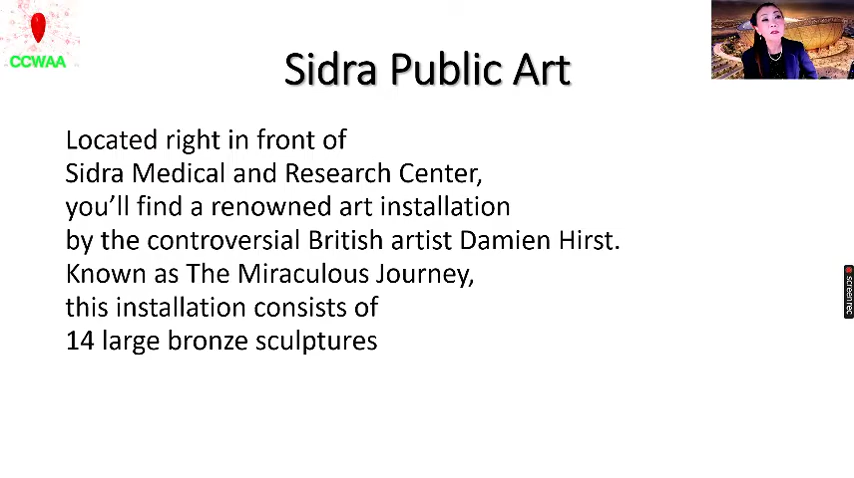 CCWAA
Sidra Public Art
Located right in front of
Sidra Medical and Research Center,
you’ll find a renowned art installation
by the controversial British artist Damien Hirst.
Known as The Miraculous Journey,
this installation consists of
14 large bronze sculptures
screenrec